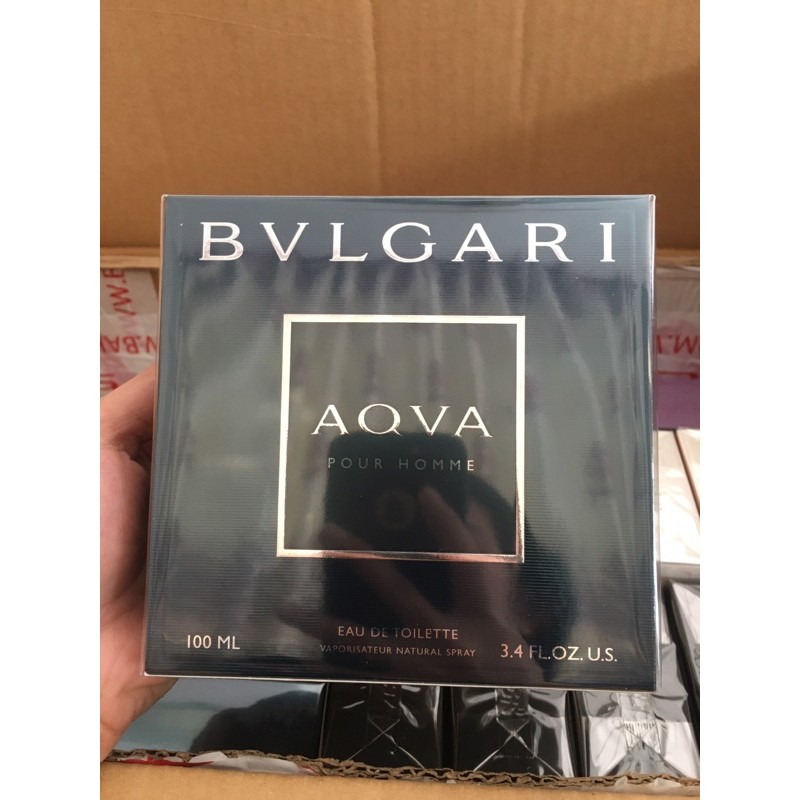 BVLGARI
AQVA
POUR HOMME
EAU DE TOILETTE
100 ML
VAPORISATEUR NATURAL SPRAY
3.4 FL.OZ. U.S.